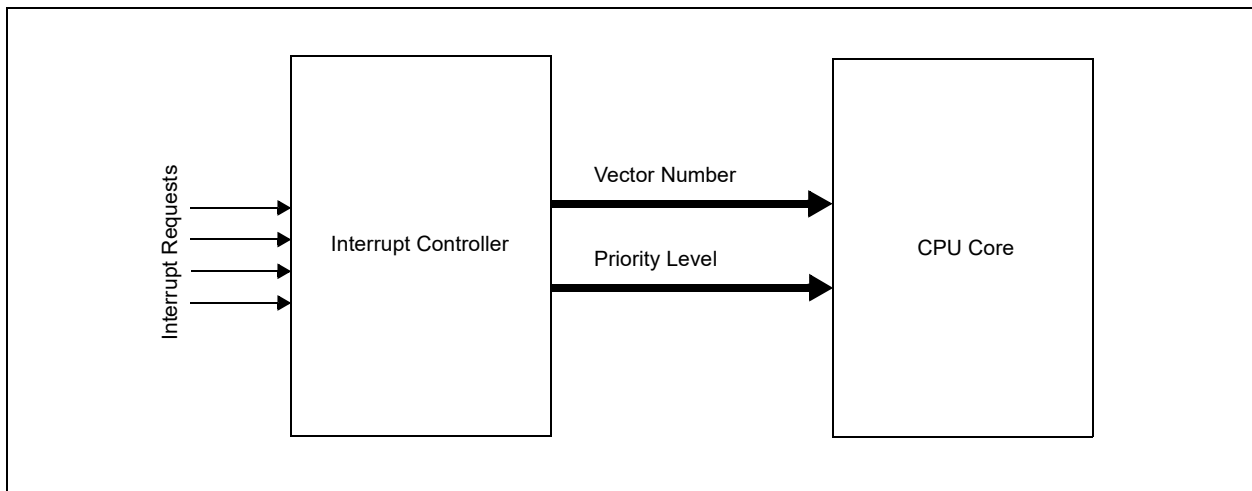 Interrupt Requests
Interrupt Controller
Vector Number
Priority Level
CPU Core